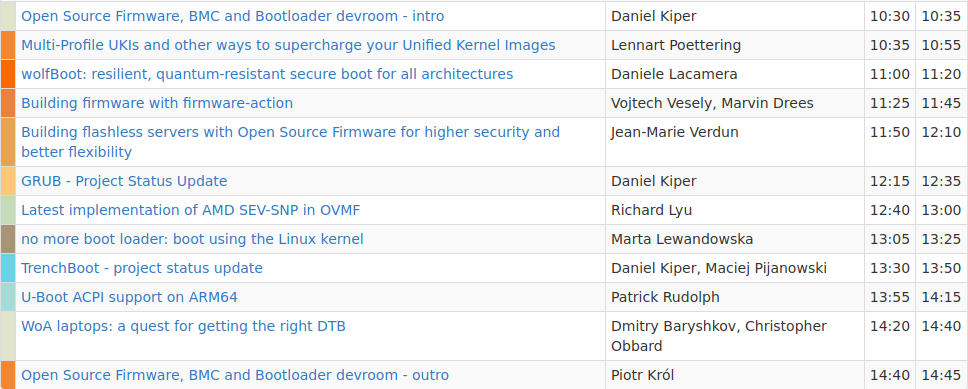 Open Source Firmware, BMC and Bootloader devroom - intro Daniel Kiper 10:30 10:35
Multi-Profile UKIs and other ways to supercharge your Unified Kernel Images Lennart Poettering 10:35 10:55
wolfBoot: resilient, quantum-resistant secure boot for all architectures Daniele Lacamera 11:00 11:20
Building firmware with firmware-action Vojtech Vesely, Marvin Drees 11:25 11:45
Building flashless servers with Open Source Firmware for higher security and Jean-Marie Verdun 11:50 12:10
better flexibility
GRUB - Project Status Update Daniel Kiper 12:15 12:35
Latest implementation of AMD SEV-SNP in OVMF Richard Lyu 12:40 13:00
no more boot loader: boot using the Linux kernel Marta Lewandowska 13:05 13:25
TrenchBoot - project status update Daniel Kiper, Maciej Pijanowski 13:30 13:50
U-Boot ACPI support on ARM64 Patrick Rudolph 13:55 14:15
WoA laptops: a quest for getting the right DTB Dmitry Baryshkov, Christopher 14:20 14:40
Obbard
Open Source Firmware, BMC and Bootloader devroom - outro Piotr Król 14:40 14:45